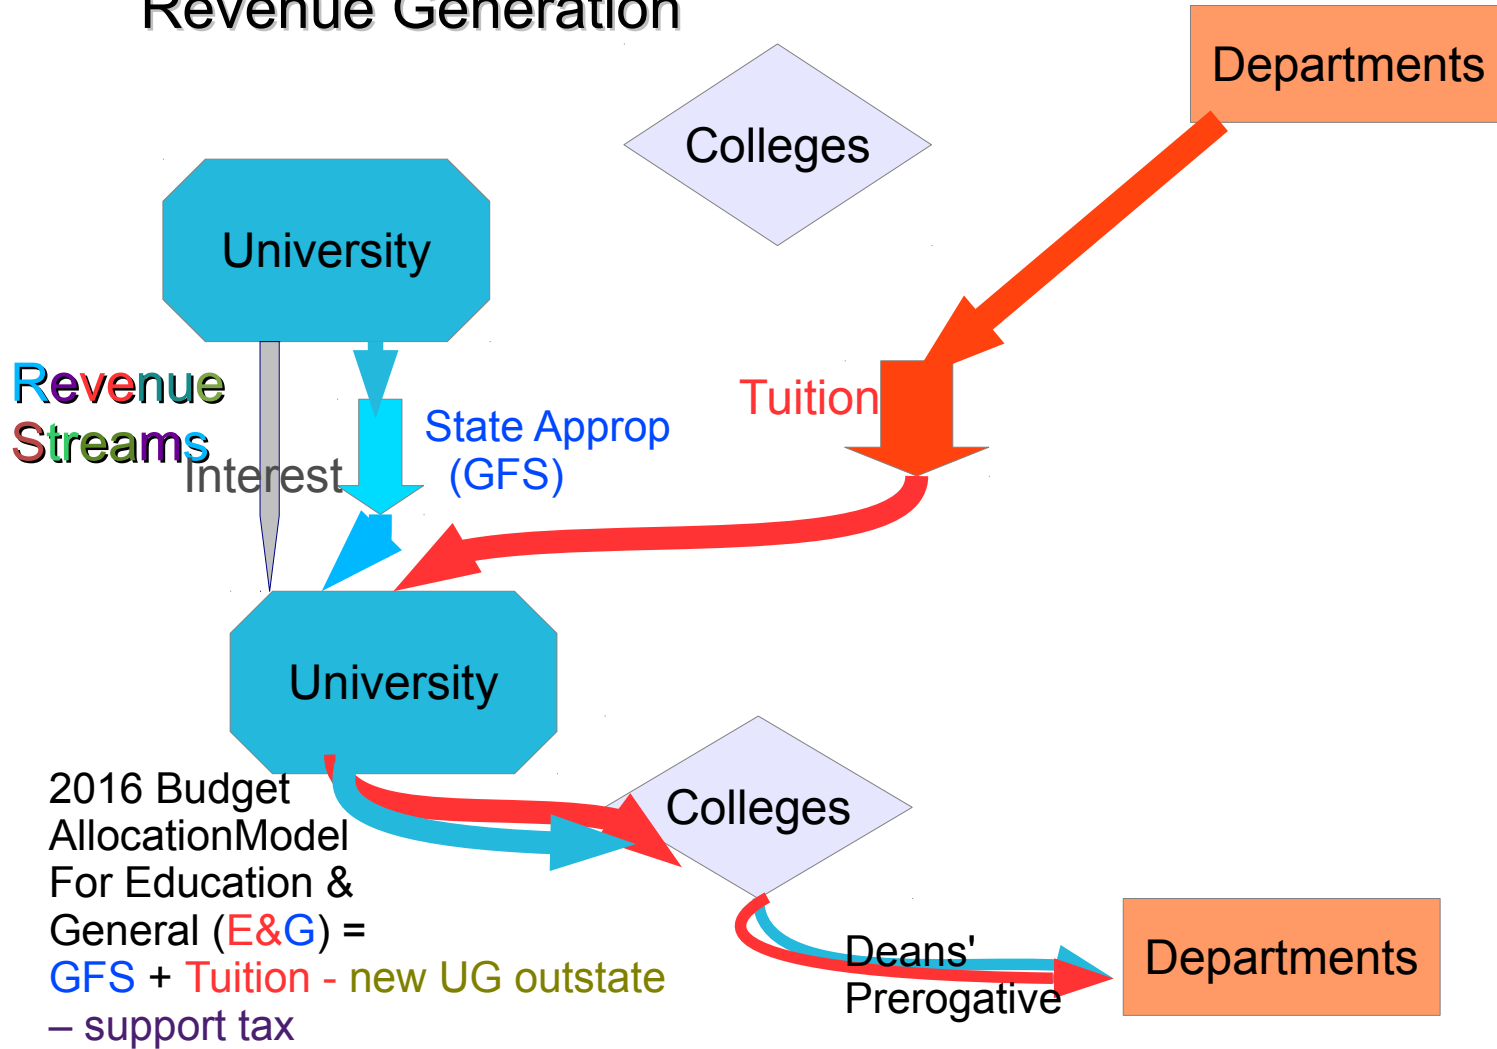 Revenue Generation
Departments
Colleges
University
Revenue
Streams
Interest
State Approp
(GFS)
Tuition
University
Colleges
2016 Budget
AllocationModel
For Education &
General (E&G) =
GFS + Tuition - new UG outstate
– support tax
Deans'
Prerogative
Departments